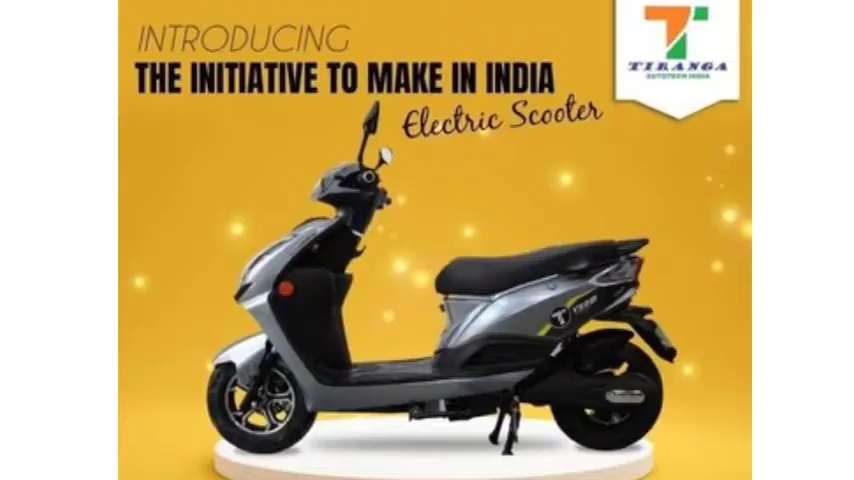 INTRODUCING
THE INITIATIVE TO MAKE IN INDIA
Electric Scooter
T
TIRANGA
AUTOTECH INDIA
T